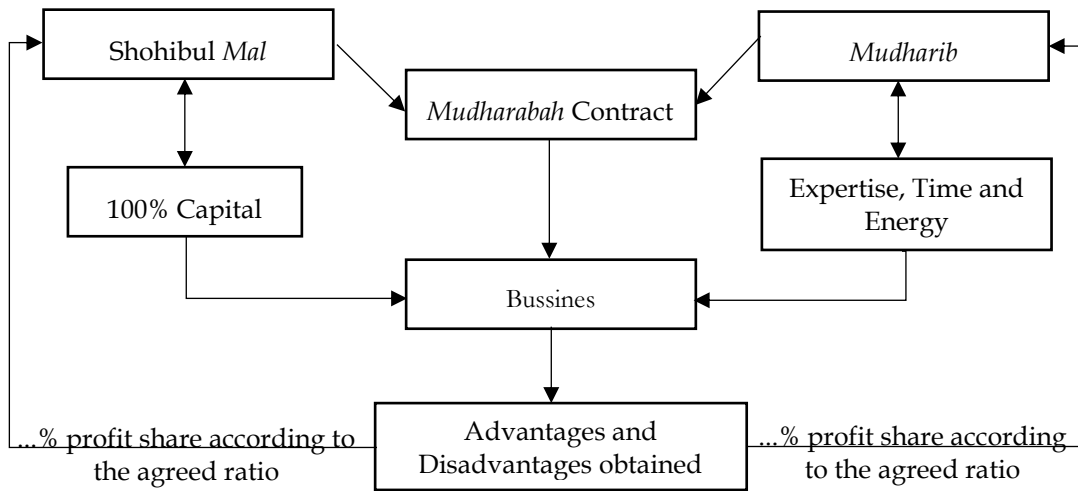 Shohibul Mal
Mudharib
Mudharabah Contract
100% Capital
Expertise, Time and
Energy
Bussines
...% profit share according to
the agreed ratio
Advantages and
Disadvantages obtained
...% profit share according
to the agreed ratio